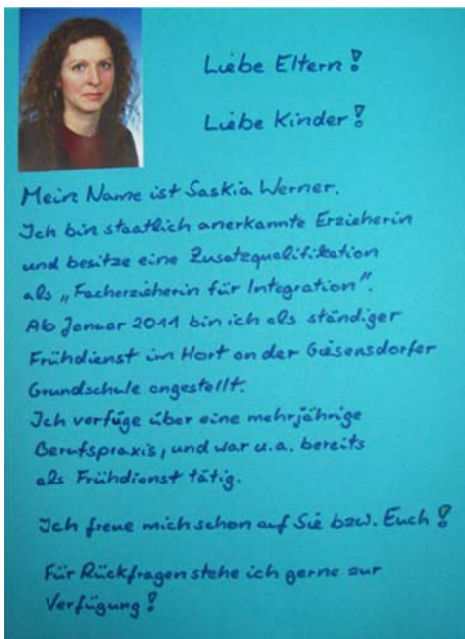 Liebe Eltern!
Liebe Kinder!
Mein Name ist Saskia Werner.
Ich bin staatlich anerkannte Erzieherin
und besitze eine Zusatzqualifikation
als „Facherzieherin für Integration".
Ab Januar 2011 bin ich als ständiger
Frühdienst im Hort an der Giesensdorfer
Grundschule angestellt.
Ich verfüge über eine mehrjährige
Berufspraxis, und war u.a. bereits
als Frühdienst tätig.
Ich freue mich schon auf Sie bzw. Euch!
Für Rückfragen stehe ich gerne zur
Verfügung!